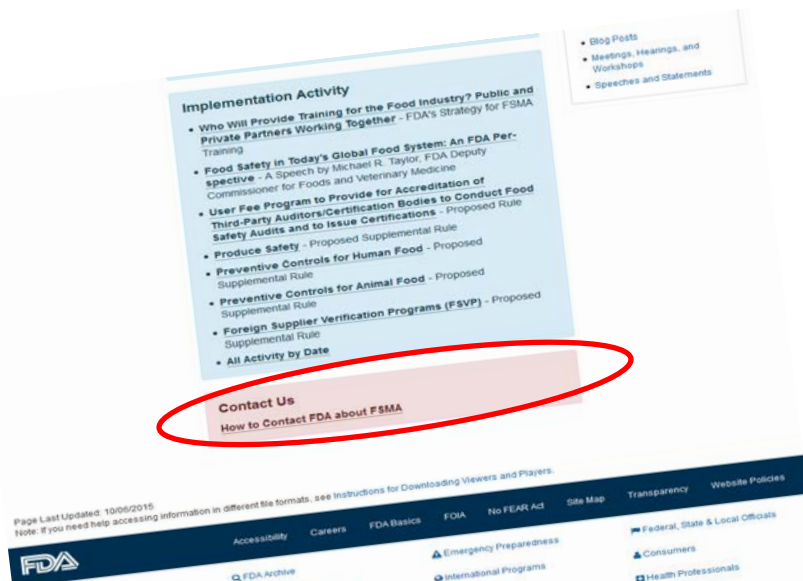 Blog Posts
Meetings, Hearings, and
Workshops
Speeches and Statements
Implementation Activity
Who Will Provide Training for the Food Industry? Public and
Private Partners Working Together - FDA's Strategy for FSMA
Training
Food Safety in Today's Global Food System: An FDA Per-
spective - A Speech by Michael R. Taylor, FDA Deputy
Commissioner for Foods and Veterinary Medicine
User Fee Program to Provide for Accreditation of
Third-Party Auditors/Certification Bodies to Conduct Food
Safety Audits and to Issue Certifications - Proposed Rule
Produce Safety - Proposed Supplemental Rule
Preventive Controls for Human Food - Proposed
Supplemental Rule
Preventive Controls for Animal Food - Proposed
Supplemental Rule
Foreign Supplier Verification Programs (FSVP) - Proposed
Supplemental Rule
All Activity by Date
Contact Us
How to Contact FDA about FSMA
Page Last Updated: 10/06/2015
Note: If you need help accessing information in different file formats, see Instructions for Downloading Viewers and Players.
Accessibility Careers FDA Basics FOIA No FEAR Act Site Map Transparency Website Policies
FDA
FDA Archive
Emergency Preparedness
International Programs
Federal, State & Local Officials
Consumers
Health Professionals